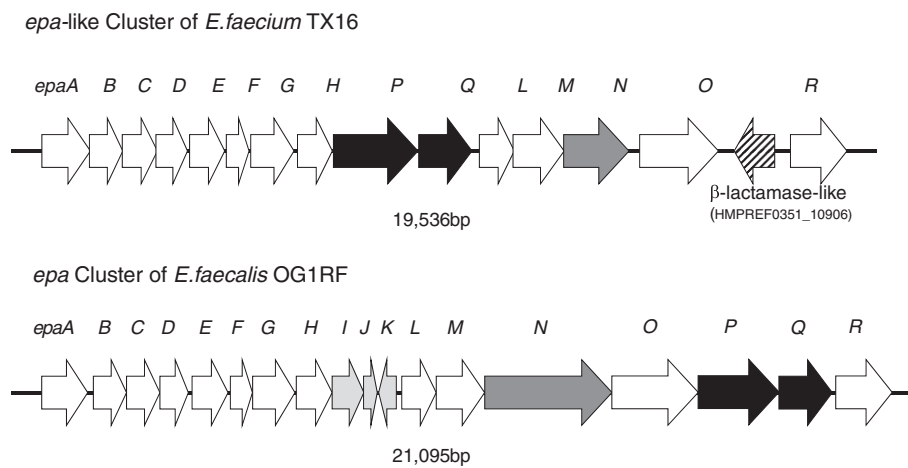 epa-like Cluster of E.faecium TX16
epaA B C D E F G H P Q L M N O R
β-lactamase-like
(HMPREF0351_10906)
19,536bp
epa Cluster of E.faecalis OG1RF
epaA B C D E F G H I J K L M N O P Q R
21,095bp